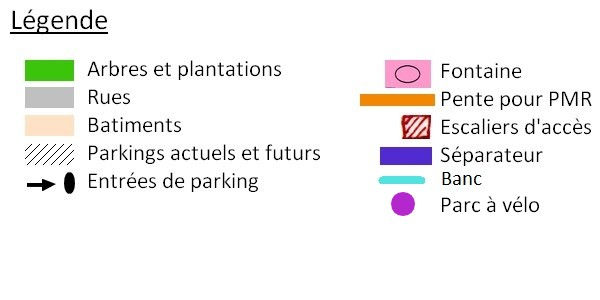 Légende
Arbres et plantations
Rues
Batiments
Parkings actuels et futurs
Entrées de parking
Fontaine
Pente pour PMR
Escaliers d'accès
Séparateur
Banc
Parc à vélo